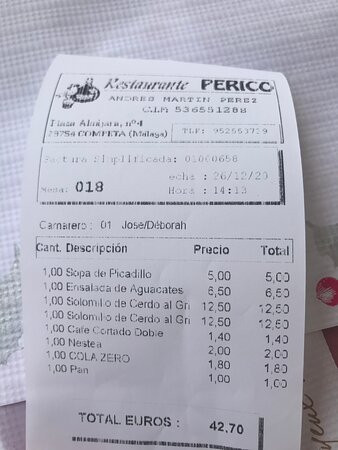 Restaurante PERICO
ANDRES MARTIN PEREZ
C.I.F. 53655128B
Plaza Almijara, nº4
29754 COMPETA (Malaga)
TLF: 952553739
Factura Simplificada: 01000658
echa : 26/12/20
Mesa: 018
Hora : 14:13
Camarero : 01 Jose/Déborah
Cant. Descripción Precio Total
1,00 Sopa de Picadillo 5,00 5,00
1,00 Ensalada de Aguacates 6,50 6,50
1,00 Solomillo de Cerdo al Gri 12,50 12,50
1,00 Solomillo de Cerdo al Gri 12,50 12,50
1,00 Cafe Cortado Doble 1,40 1,40
1,00 Nestea 2,00 2,00
1,00 COLA ZERO 1,80 1,80
1,00 Pan 1,00 1,00
TOTAL EUROS : 42,70